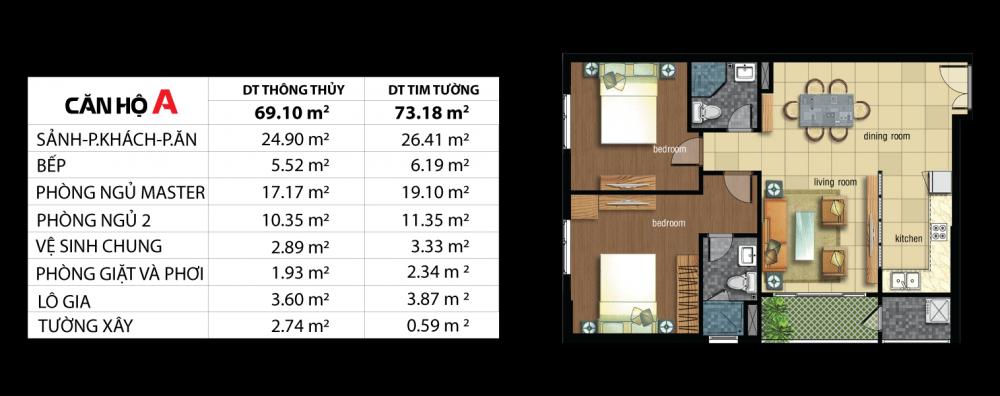 CĂN HỘ A DT THÔNG THỦY DT TIM TƯỜNG
69.10 m² 73.18 m²
SẢNH-P.KHÁCH-P.ĂN 24.90 m² 26.41 m²
BẾP 5.52 m² 6.19 m²
PHÒNG NGỦ MASTER 17.17 m² 19.10 m²
PHÒNG NGỦ 2 10.35 m² 11.35 m²
VỆ SINH CHUNG 2.89 m² 3.33 m²
PHÒNG GIẶT VÀ PHƠI 1.93 m² 2.34 m ²
LÔ GIA 3.60 m² 3.87 m ²
TƯỜNG XÂY 2.74 m² 0.59 m ²
bedroom
dining room
living room
bedroom
kitchen